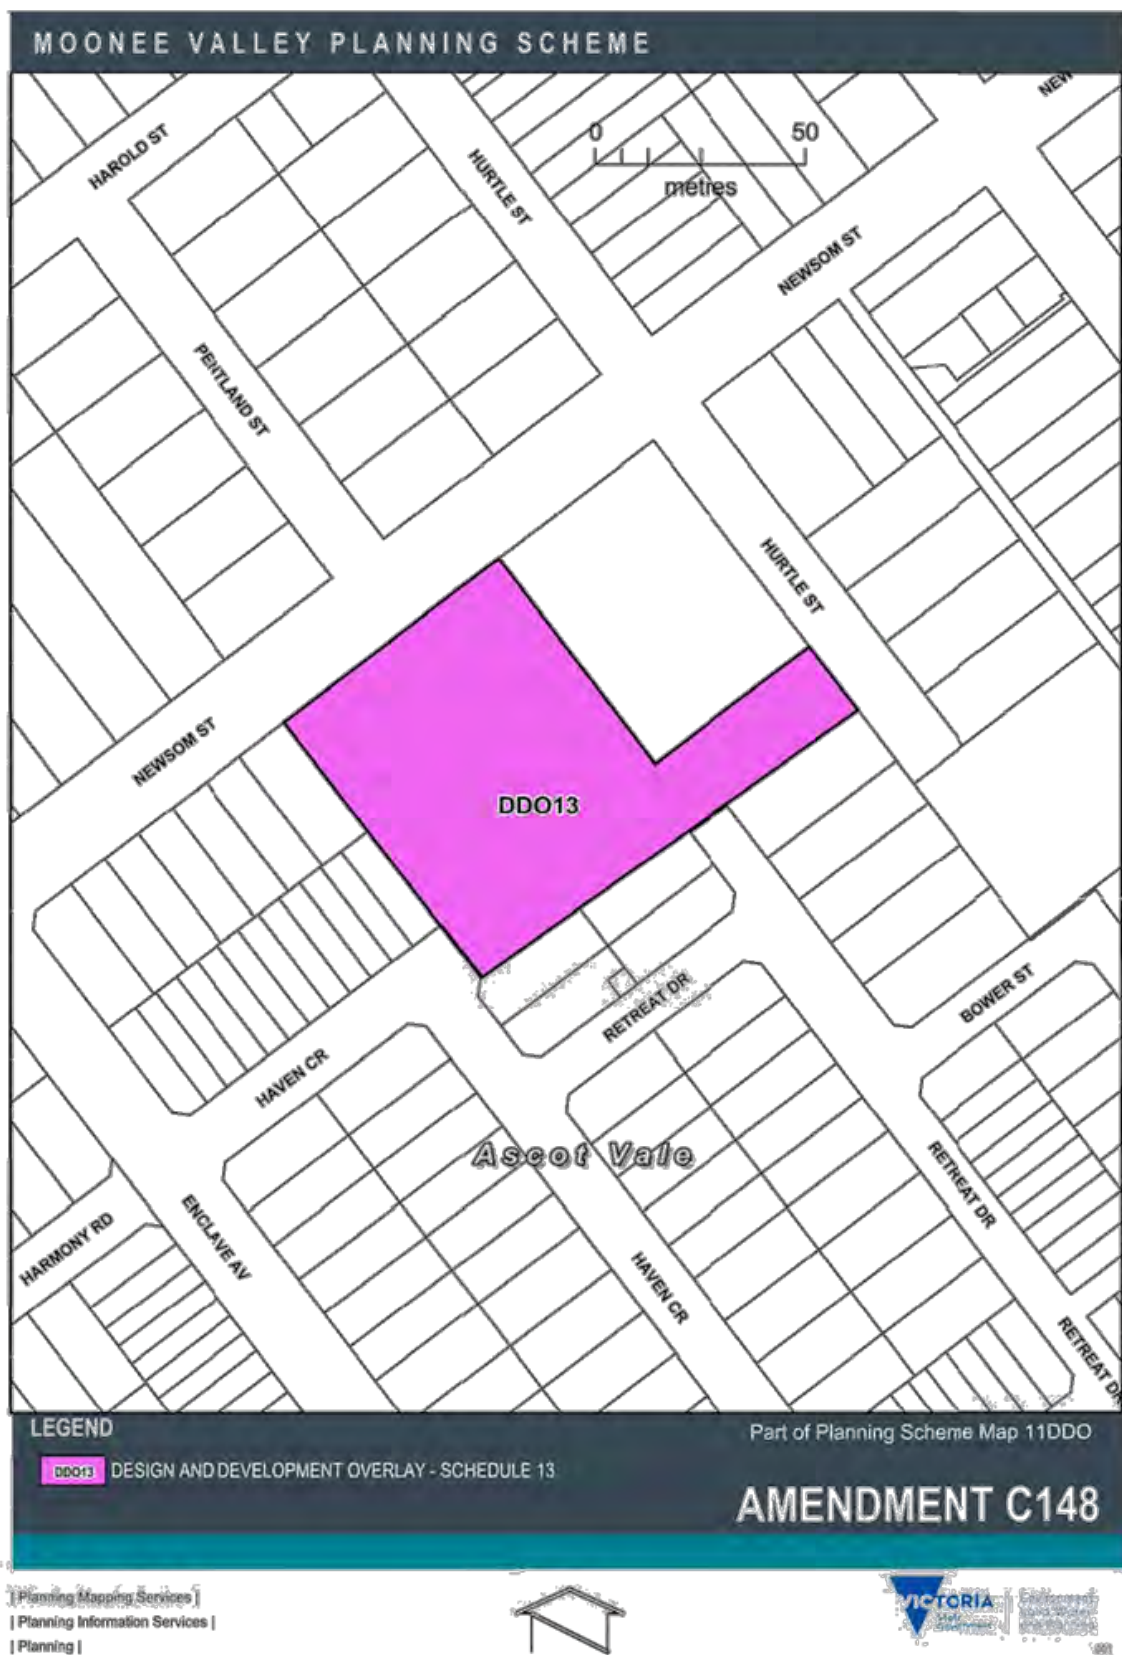 MOONEE VALLEY PLANNING SCHEME
NEW
HAROLD ST
HURTLE ST
0 50
metres
NEWSOM ST
PENTLAND ST
HURTLE ST
NEWSOM ST
DDO13
RETREAT DR
BOWER ST
HAVEN CR
Ascot Vale
RETREAT DR
ENCLAVE AV
HARMONY RD
HAVEN CR
RETREAT DR
LEGEND
Part of Planning Scheme Map 11DDO
DDO13 DESIGN AND DEVELOPMENT OVERLAY - SCHEDULE 13
AMENDMENT C148
| Planning Mapping Services |
| Planning Information Services |
| Planning |
VICTORIA
State
Government